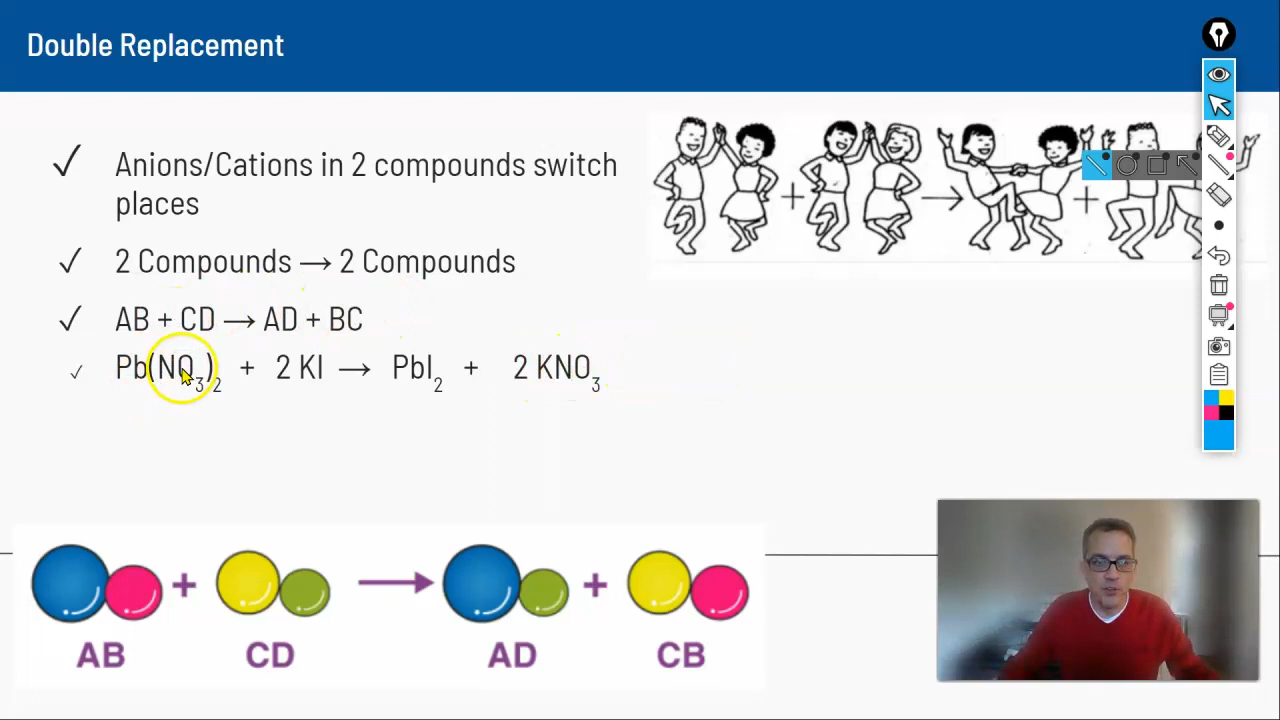 Double Replacement
✓ Anions/Cations in 2 compounds switch
places
✓ 2 Compounds → 2 Compounds
✓ AB + CD → AD + BC
✓ Pb(NO₃)₂ + 2 KI → PbI₂ + 2 KNO₃
+ → +
+ → +
AB CD AD CB